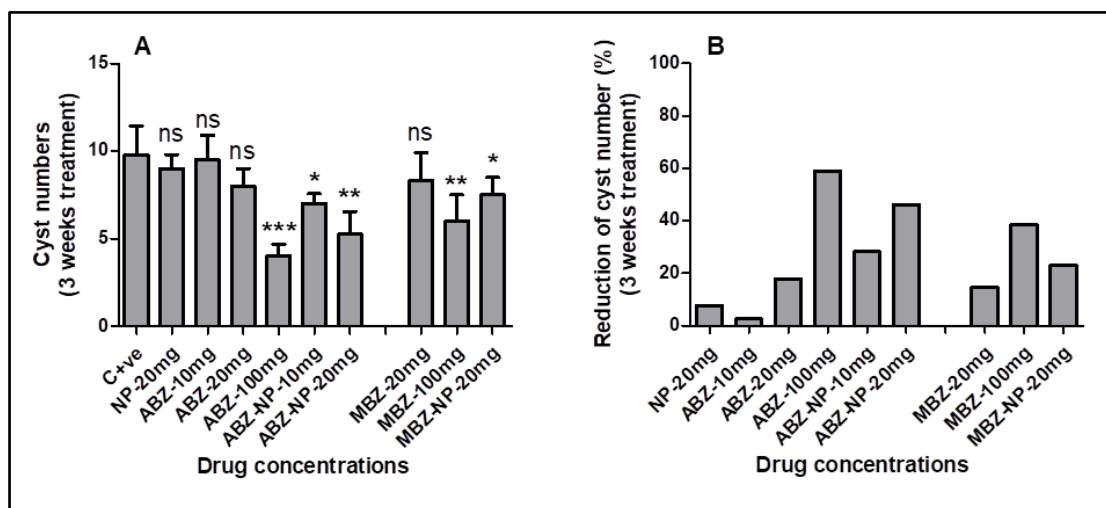 A
Cyst numbers
(3 weeks treatment)
15
10
5
0
ns
ns
ns
***
*
**
ns
**
*
C+ve
NP-20mg
ABZ-10mg
ABZ-20mg
ABZ-100mg
ABZ-NP-10mg
ABZ-NP-20mg
MBZ-20mg
MBZ-100mg
MBZ-NP-20mg
Drug concentrations
B
Reduction of cyst number (%)
(3 weeks treatment)
100
80
60
40
20
0
NP-20mg
ABZ-10mg
ABZ-20mg
ABZ-100mg
ABZ-NP-10mg
ABZ-NP-20mg
MBZ-20mg
MBZ-100mg
MBZ-NP-20mg
Drug concentrations